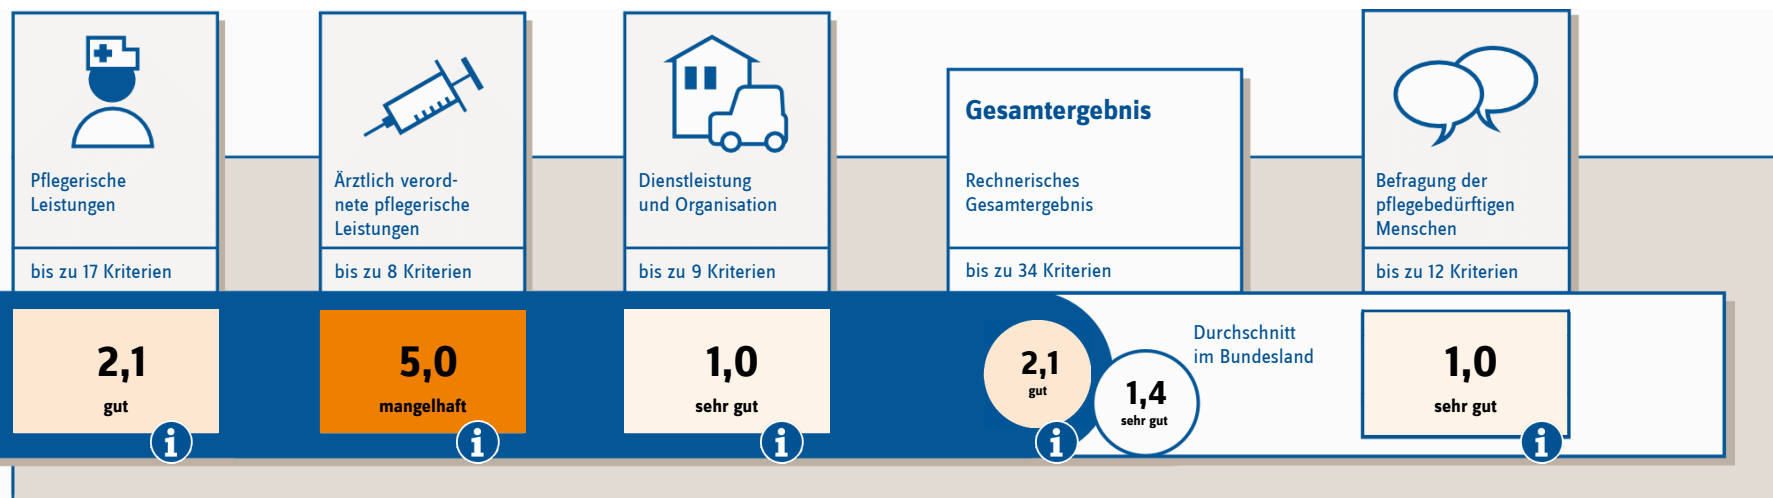 Pflegerische
Leistungen
bis zu 17 Kriterien
2,1
gut
Ärztlich verord-
nete pflegerische
Leistungen
bis zu 8 Kriterien
5,0
mangelhaft
Dienstleistung
und Organisation
bis zu 9 Kriterien
1,0
sehr gut
Gesamtergebnis
Rechnerisches
Gesamtergebnis
bis zu 34 Kriterien
2,1
gut
1,4
sehr gut
Durchschnitt
im Bundesland
Befragung der
pflegebedürftigen
Menschen
bis zu 12 Kriterien
1,0
sehr gut